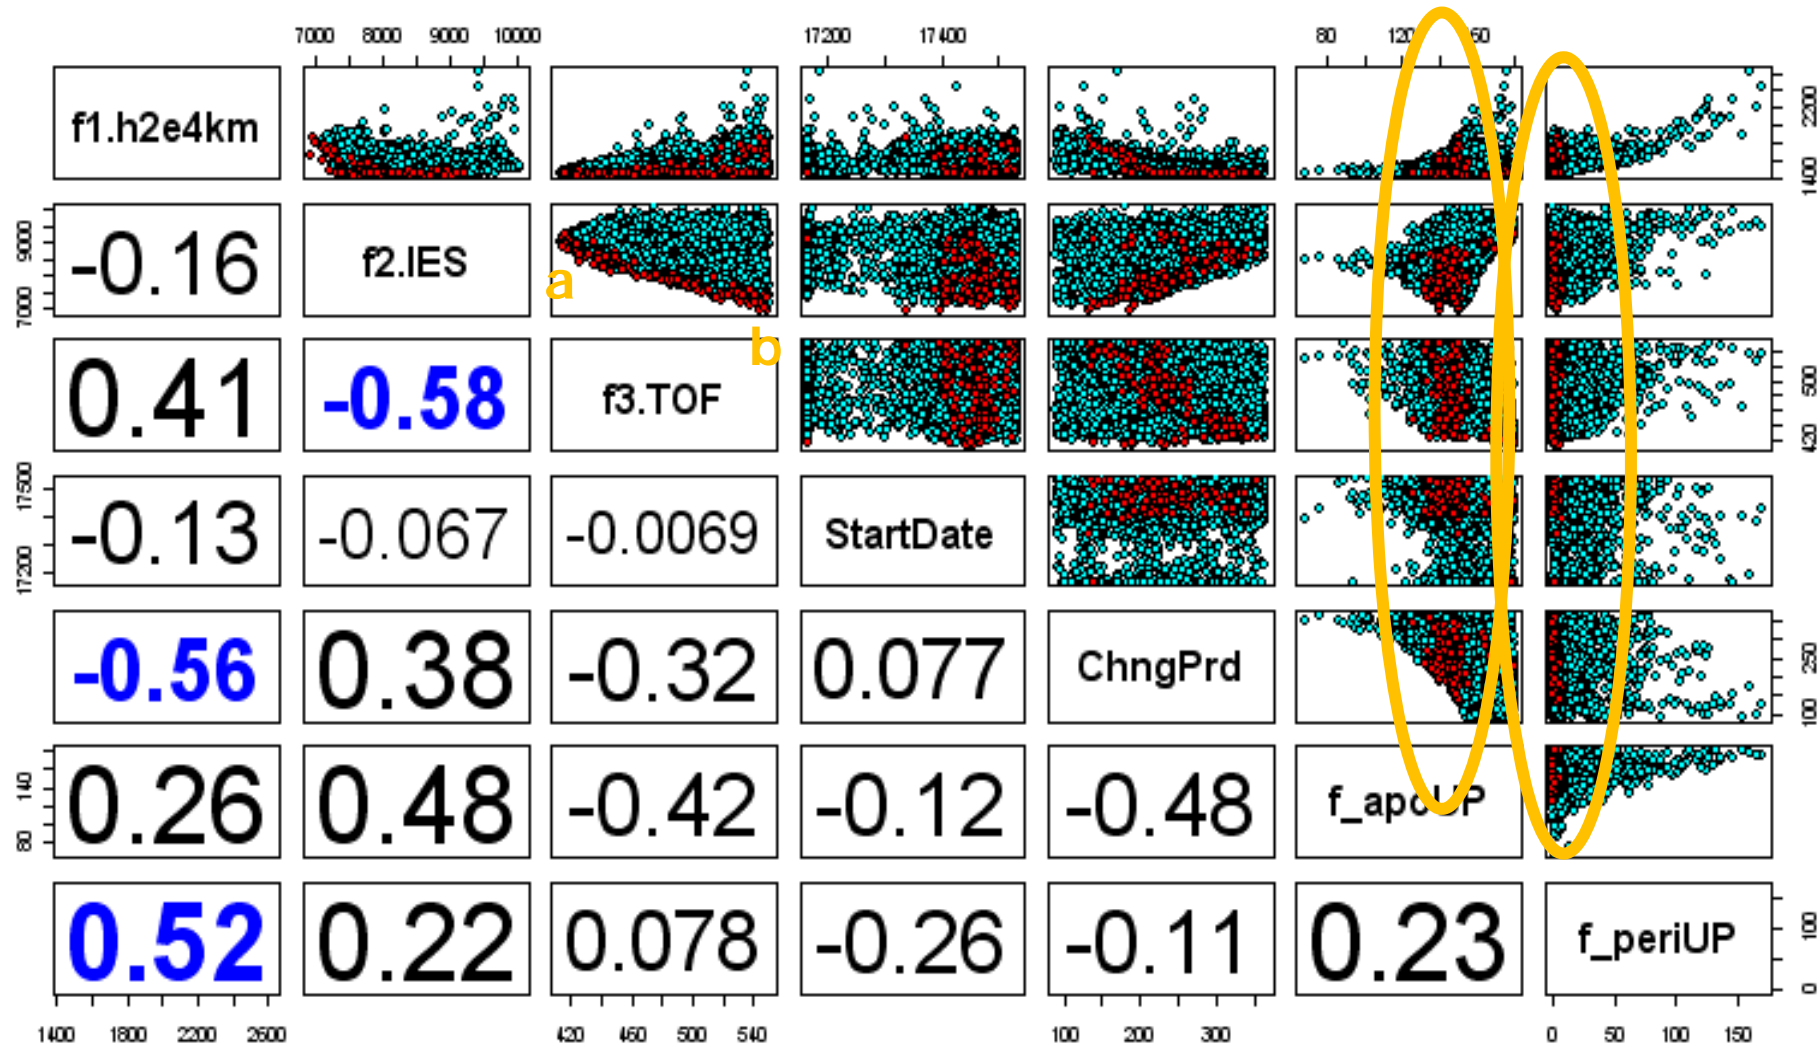 7000 8000 9000 10000 17200 17400 80 120 160
f1.h2e4km 1400 2200
7000 9000 -0.16 f2.IES a
0.41 -0.58 f3.TOF b 420 500
17200 17500 -0.13 -0.067 -0.0069 StartDate
-0.56 0.38 -0.32 0.077 ChngPrd 100 250
80 140 0.26 0.48 -0.42 -0.12 -0.48
0.52 0.22 0.078 -0.26 -0.11 0.23 f_periUP 0 100
1400 1800 2200 2600 420 460 500 540 100 200 300 0 50 100 150